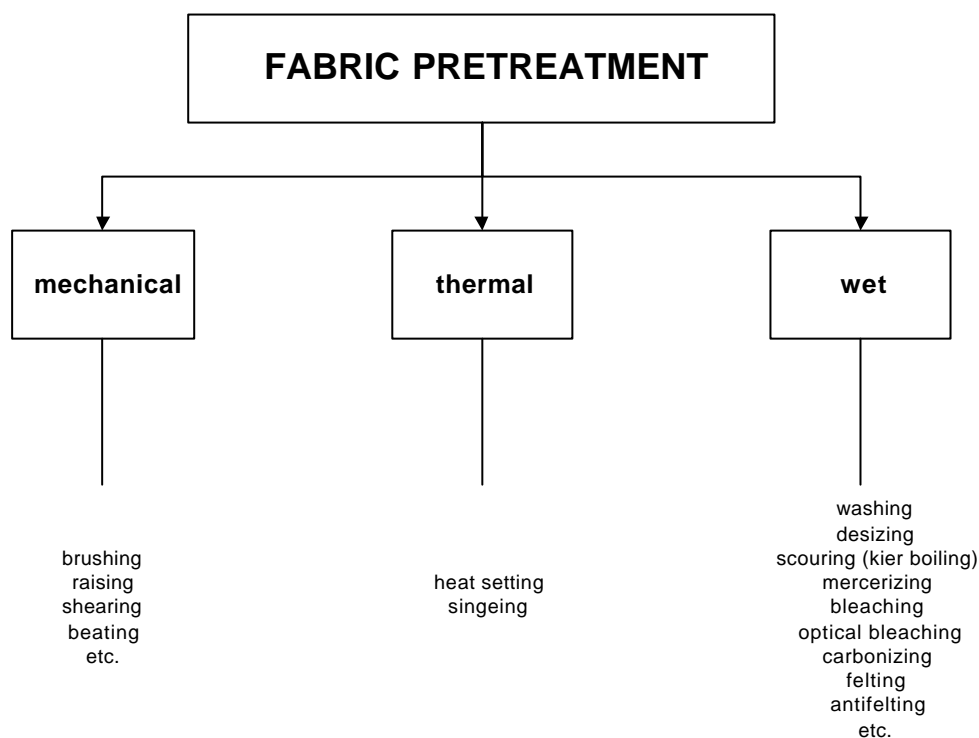 FABRIC PRETREATMENT
mechanical
thermal
wet
brushing
raising
shearing
beating
etc.
heat setting
singeing
washing
desizing
scouring (kier boiling)
mercerizing
bleaching
optical bleaching
carbonizing
felting
antifelting
etc.